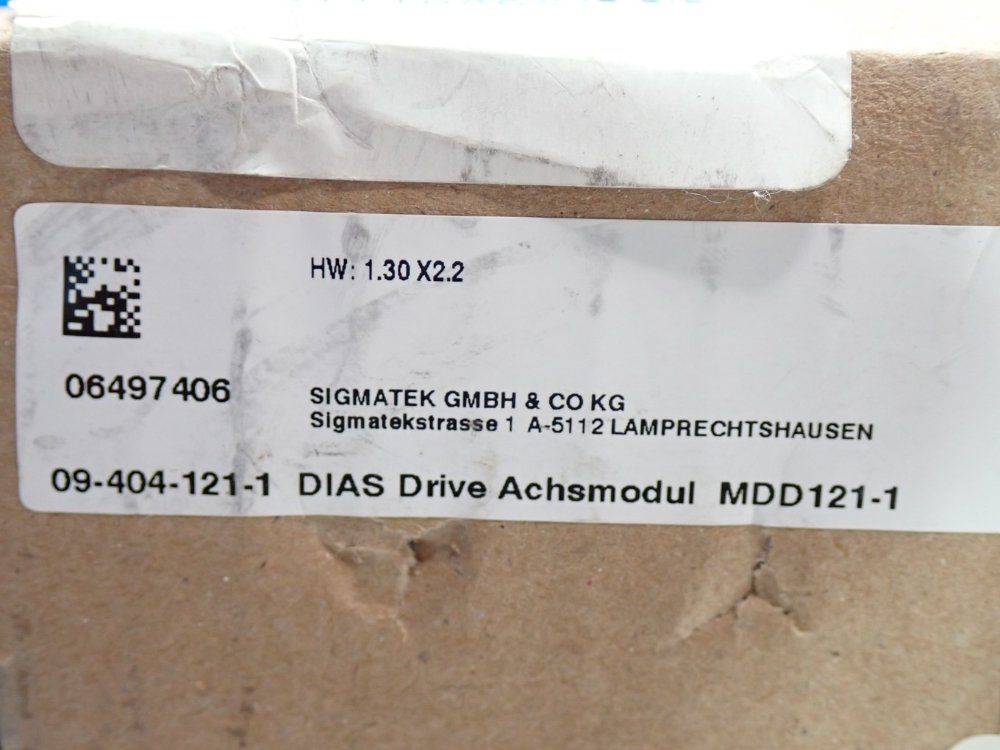 HW: 1.30 X2.2
06497406
SIGMATEK GMBH & CO KG
Sigmatekstrasse 1 A-5112 LAMPRECHTSHAUSEN
09-404-121-1 DIAS Drive Achsmodul MDD121-1